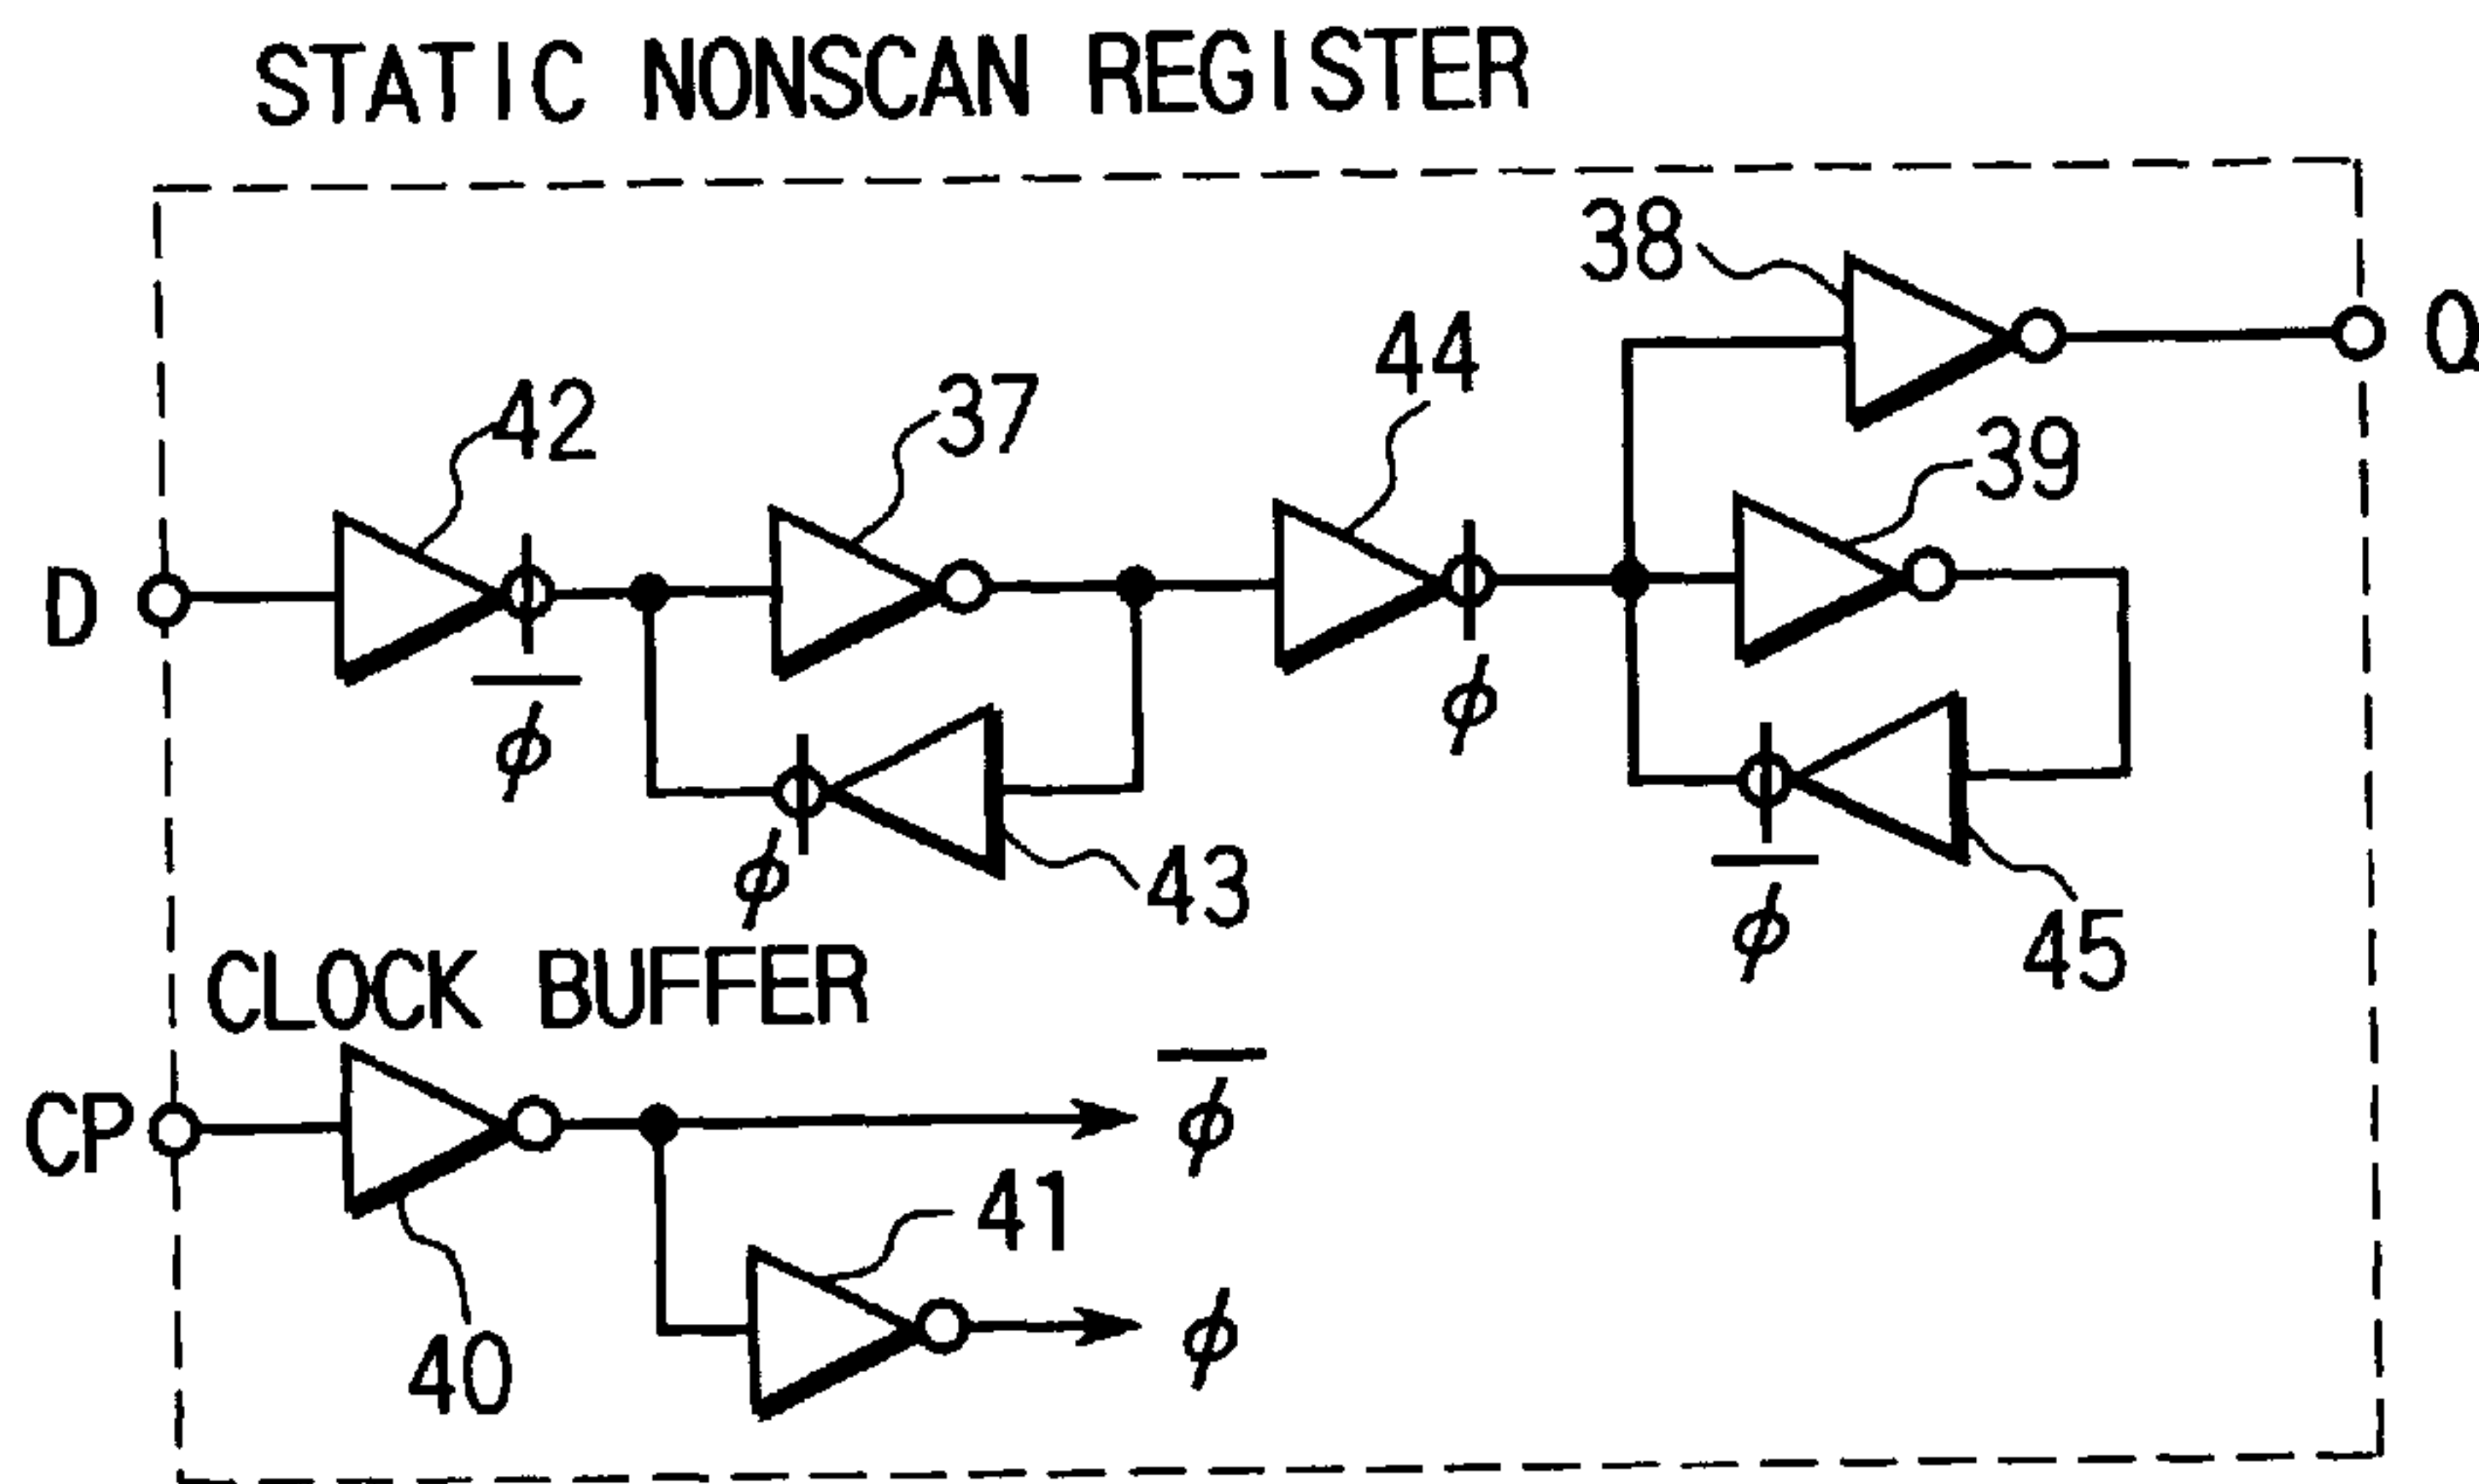 STATIC NONSCAN REGISTER
38
Q
44
42
37
39
D
φ̅
φ
φ
43
φ̅
45
CLOCK BUFFER
CP
φ̅
41
φ
40